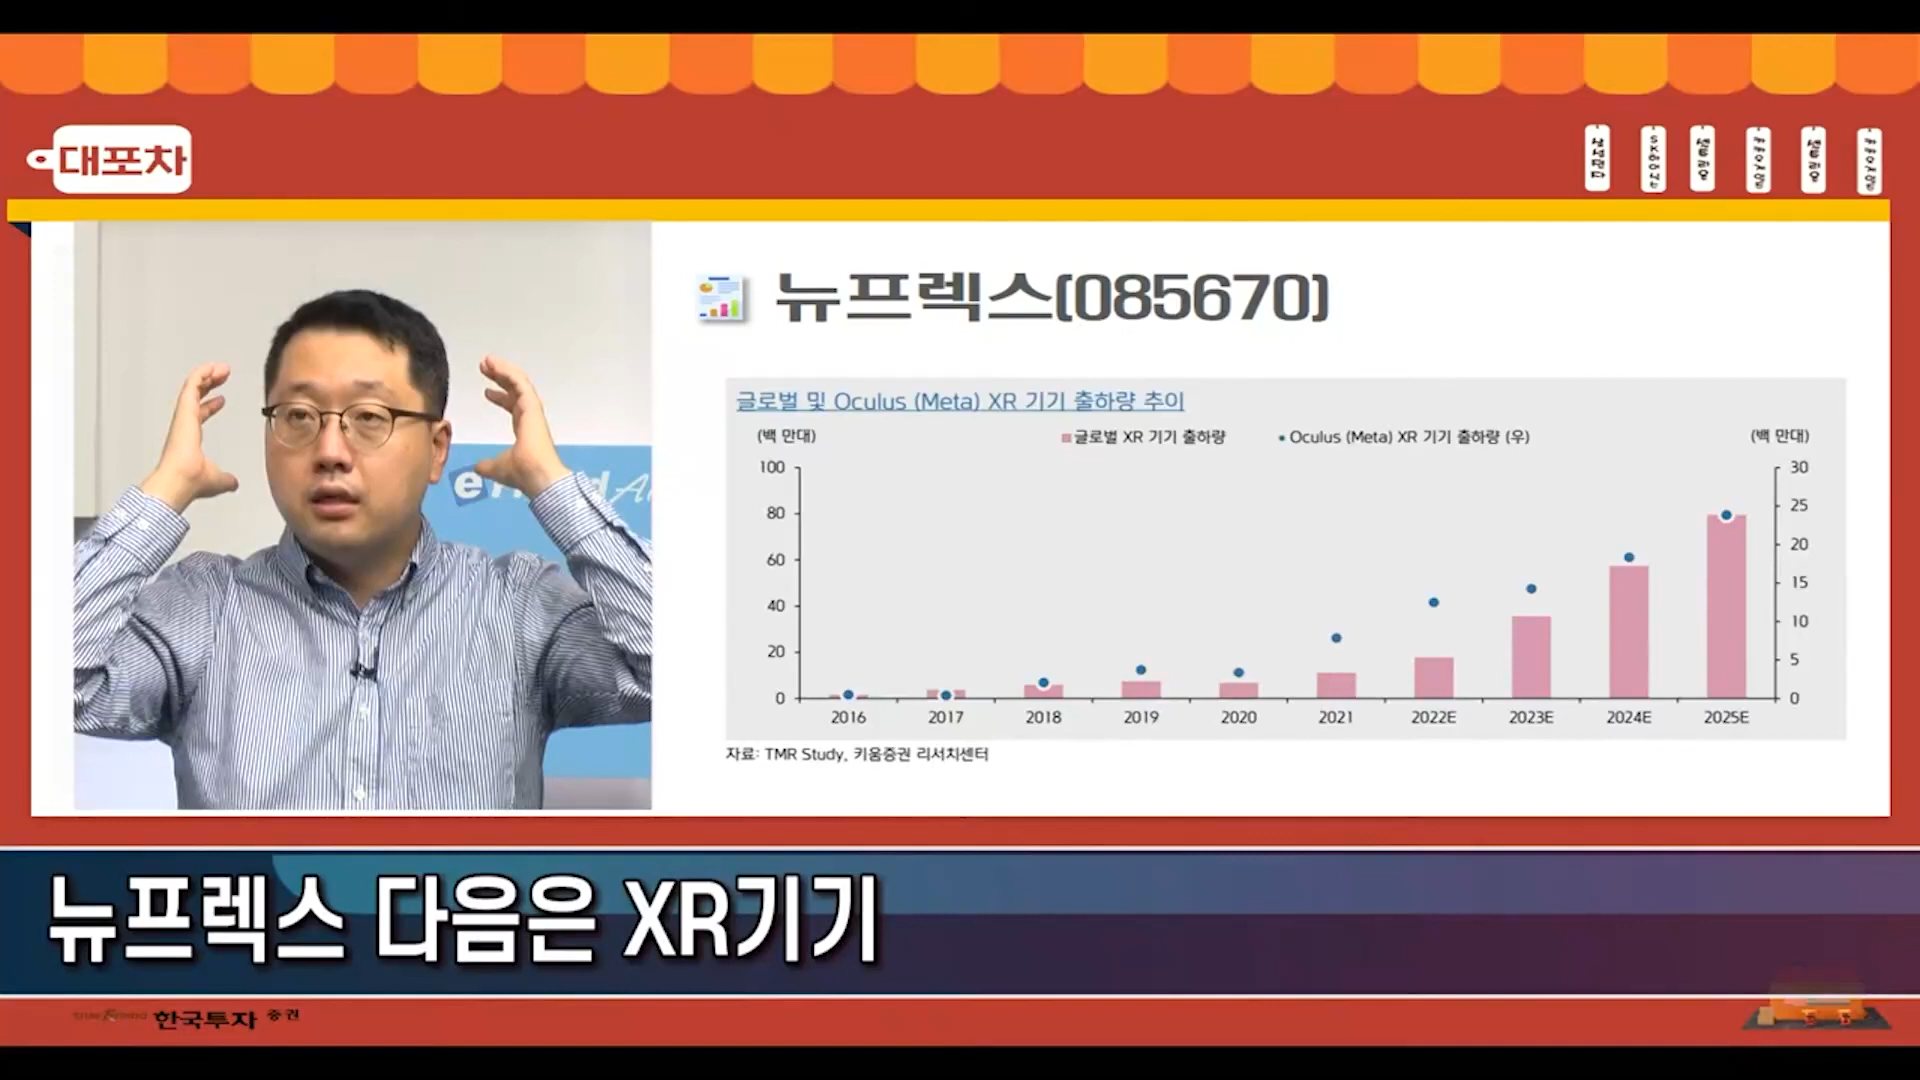 대포차
뉴프렉스(085670)
글로벌 및 Oculus (Meta) XR 기기 출하량 추이
(백 만대)
글로벌 XR 기기 출하량
Oculus (Meta) XR 기기 출하량 (우)
(백 만대)
100
80
60
40
20
0
30
25
20
15
10
5
0
2016 2017 2018 2019 2020 2021 2022E 2023E 2024E 2025E
자료: TMR Study, 키움증권 리서치센터
뉴프렉스 다음은 XR기기
한국투자 증권